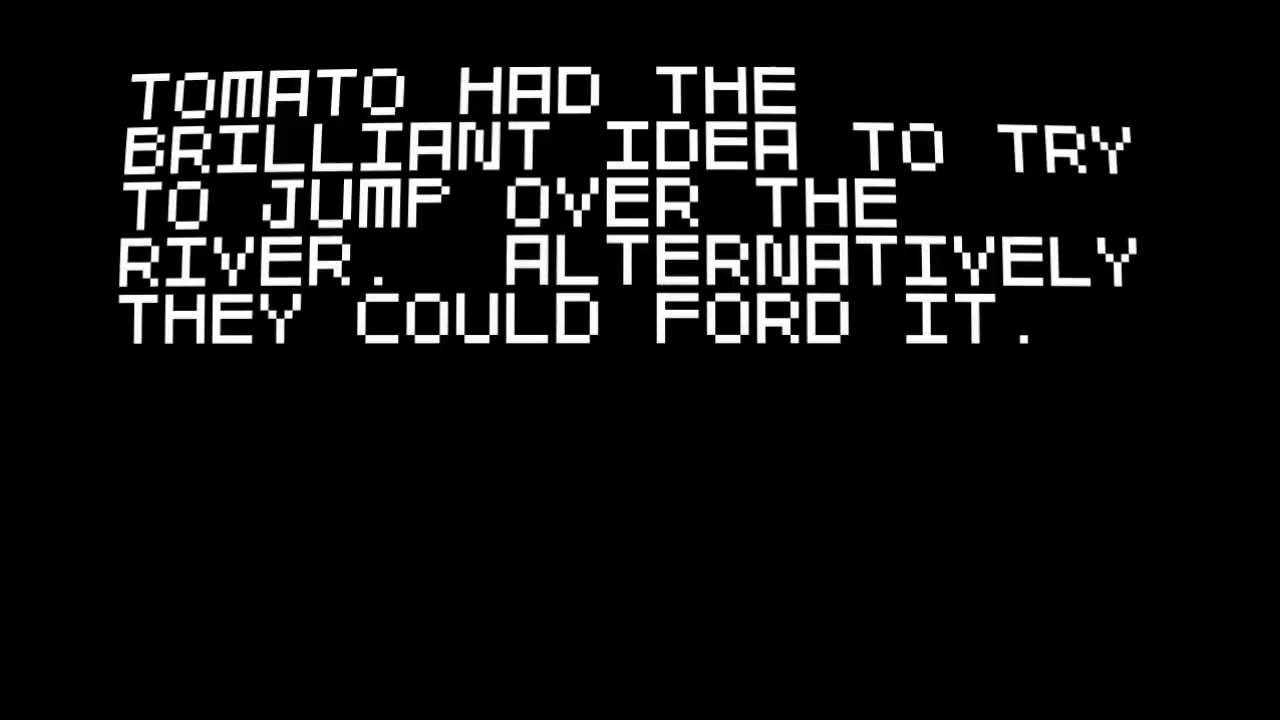 TOMATO HAD THE
BRILLIANT IDEA TO TRY
TO JUMP OVER THE
RIVER.  ALTERNATIVELY
THEY COULD FORD IT.